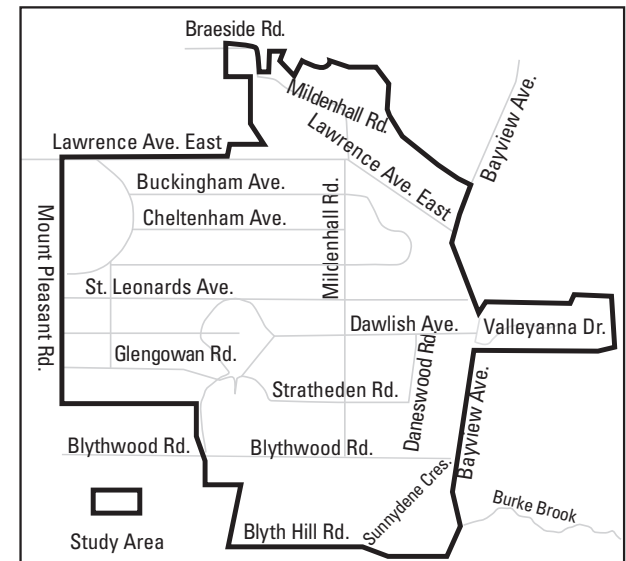 Braeside Rd.
Mildenhall Rd.
Bayview Ave.
Lawrence Ave. East
Lawrence Ave. East
Buckingham Ave.
Cheltenham Ave.
Mildenhall Rd.
Mount Pleasant Rd.
St. Leonards Ave.
Dawlish Ave.
Valleyanna Dr.
Glengowan Rd.
Daneswood Rd.
Stratheden Rd.
Bayview Ave.
Blythwood Rd.
Blythwood Rd.
Sunnydene Cres.
Burke Brook
Blyth Hill Rd.
Study Area